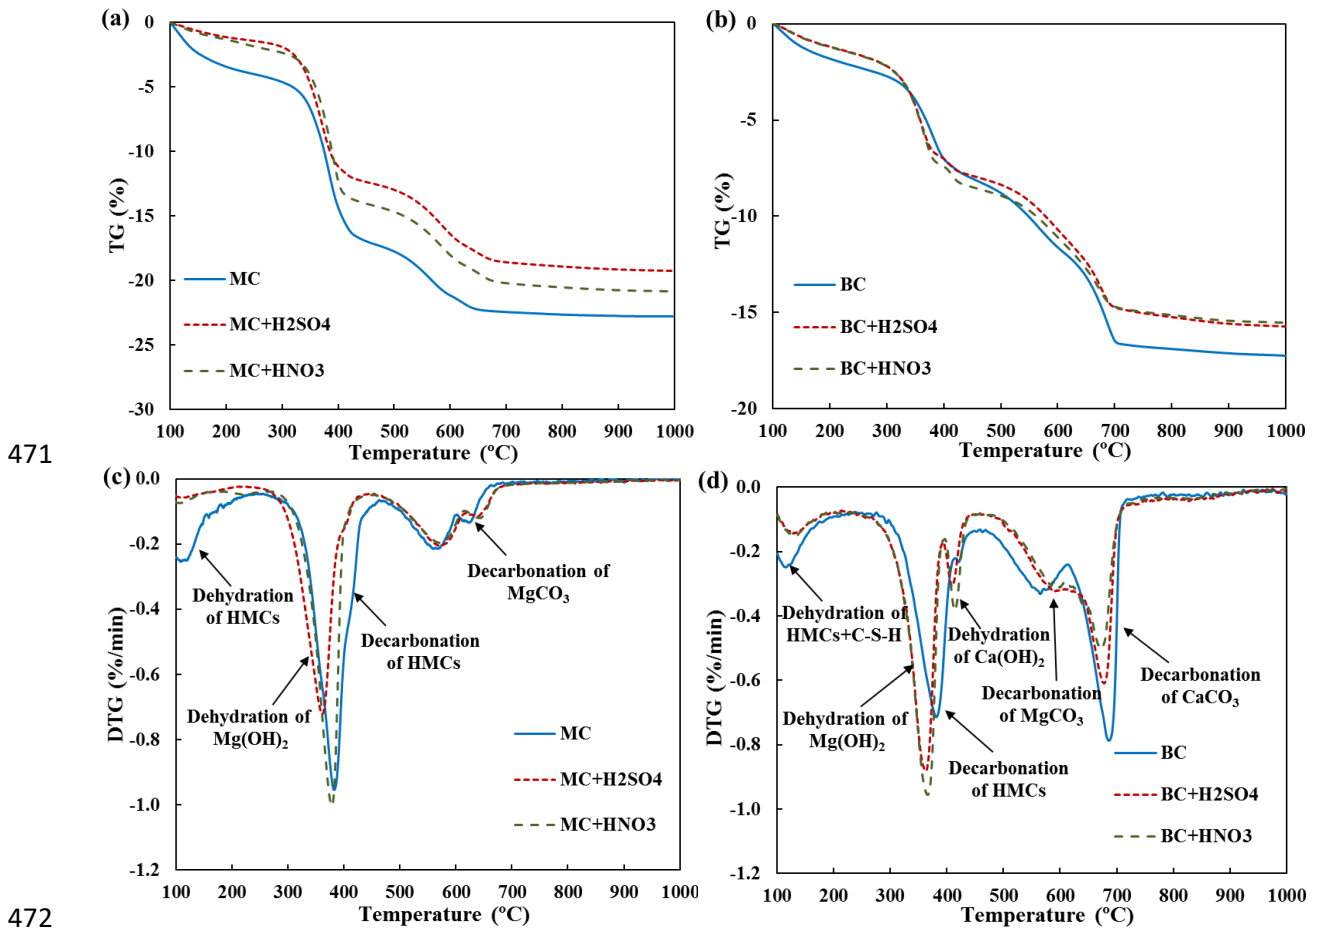 (a)
0
-5
-10
-15
-20
-25
-30
TG (%)
MC
MC+H2SO4
MC+HNO3
100 200 300 400 500 600 700 800 900 1000
Temperature (ºC)
471
(b)
0
-5
-10
-15
-20
TG (%)
BC
BC+H2SO4
BC+HNO3
100 200 300 400 500 600 700 800 900 1000
Temperature (ºC)
(c)
0.0
-0.2
-0.4
-0.6
-0.8
-1.0
-1.2
DTG (%/min)
Dehydration
of HMCs
Decarbonation of
MgCO3
Decarbonation
of HMCs
Dehydration of
Mg(OH)2
MC
MC+H2SO4
MC+HNO3
100 200 300 400 500 600 700 800 900 1000
Temperature (ºC)
472
(d)
0.0
-0.2
-0.4
-0.6
-0.8
-1.0
-1.2
DTG (%/min)
Dehydration of
HMCs+C-S-H
Dehydration
of Ca(OH)2
Decarbonation
of MgCO3
Decarbonation
of CaCO3
Dehydration of
Mg(OH)2
Decarbonation
of HMCs
BC
BC+H2SO4
BC+HNO3
100 200 300 400 500 600 700 800 900 1000
Temperature (ºC)